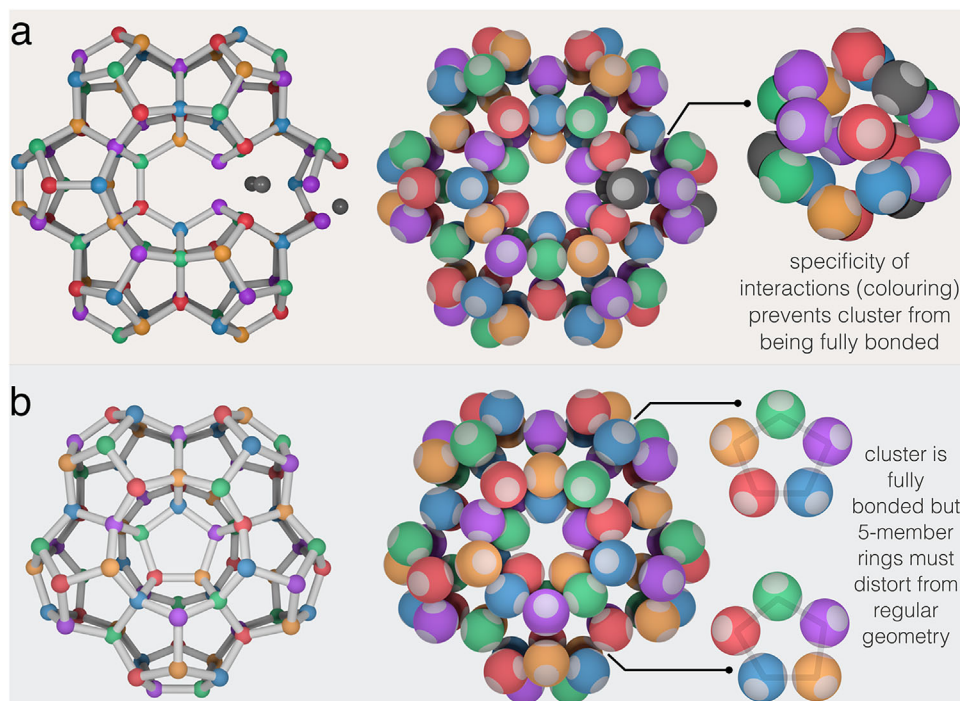 a
specificity of
interactions (colouring)
prevents cluster from
being fully bonded
b
cluster is
fully
bonded but
5-member
rings must
distort from
regular
geometry